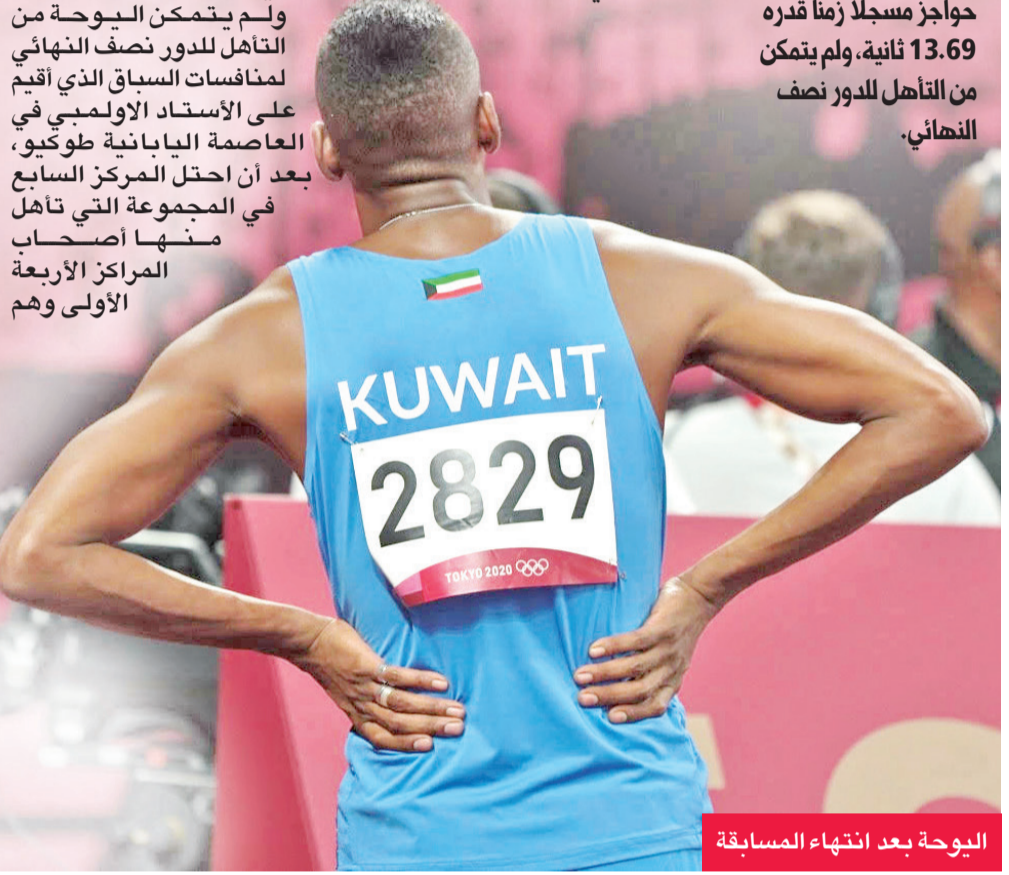 حواجز مسجلا زمنا قدره
13.69 ثانية، ولم يتمكن
من التأهل للدور نصف
النهائي.
ولم يتمكن اليوحة من
التأهل للدور نصف النهائي
لمنافسات السباق الذي أقيم
على الأستاد الاولمبي في
العاصمة اليابانية طوكيو،
بعد أن احتل المركز السابع
في المجموعة التي تأهل
منها أصحاب
المراكز الأربعة
الأولى وهم
KUWAIT
2829
TOKYO 2020
اليوحة بعد انتهاء المسابقة